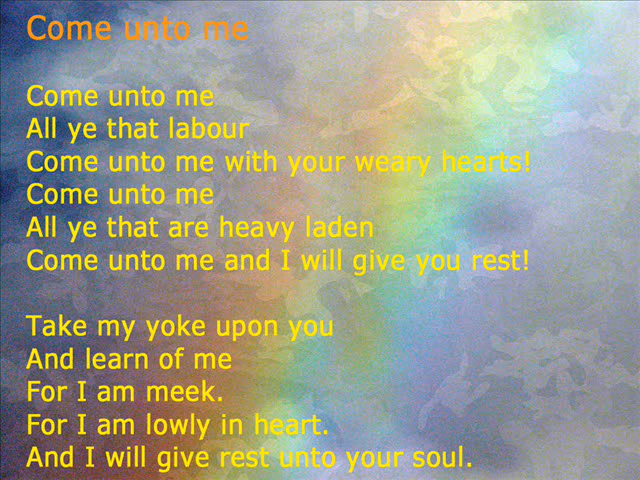 Come unto me
Come unto me
All ye that labour
Come unto me with your weary hearts!
Come unto me
All ye that are heavy laden
Come unto me and I will give you rest!
Take my yoke upon you
And learn of me
For I am meek.
For I am lowly in heart.
And I will give rest unto your soul.